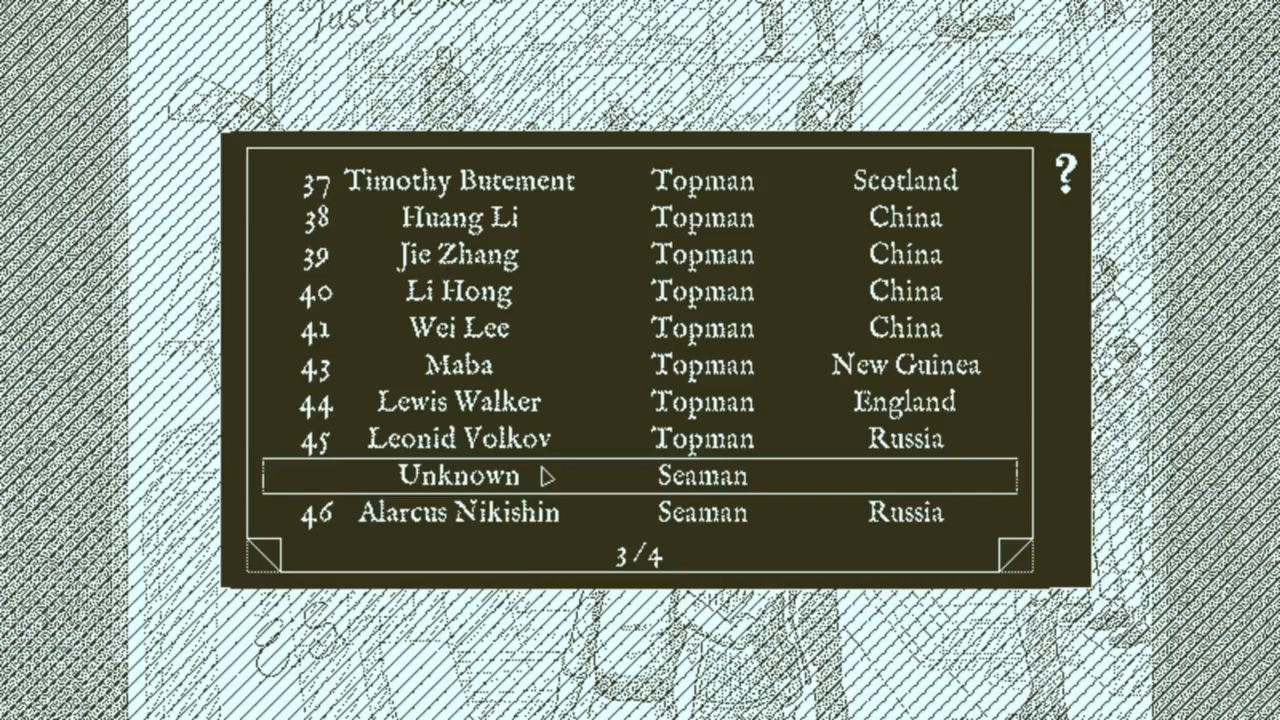 37 Timothy Butement Topman Scotland
?
38 Huang Li Topman China
39 Jie Zhang Topman China
40 Li Hong Topman China
41 Wei Lee Topman China
43 Maba Topman New Guinea
44 Lewis Walker Topman England
45 Leonid Volkov Topman Russia
Unknown Seaman
46 Alarcus Nikishin Seaman Russia
3/4